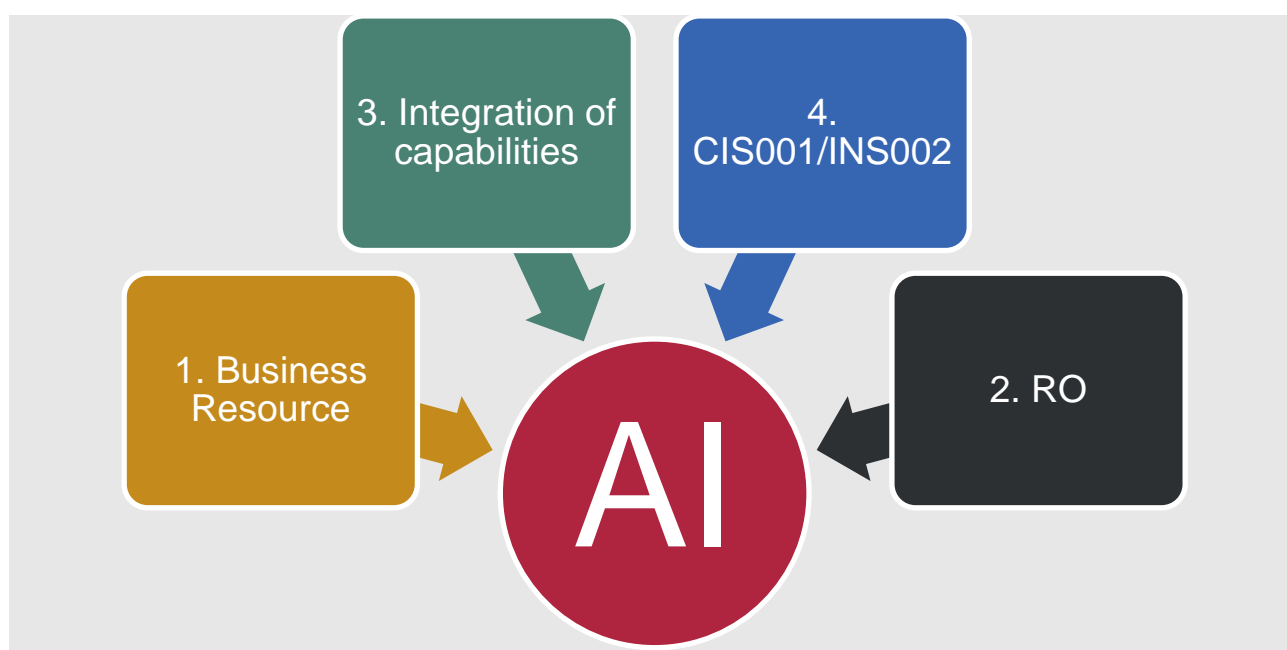 3. Integration of
capabilities
4.
CIS001/INS002
1. Business
Resource
2. RO
AI